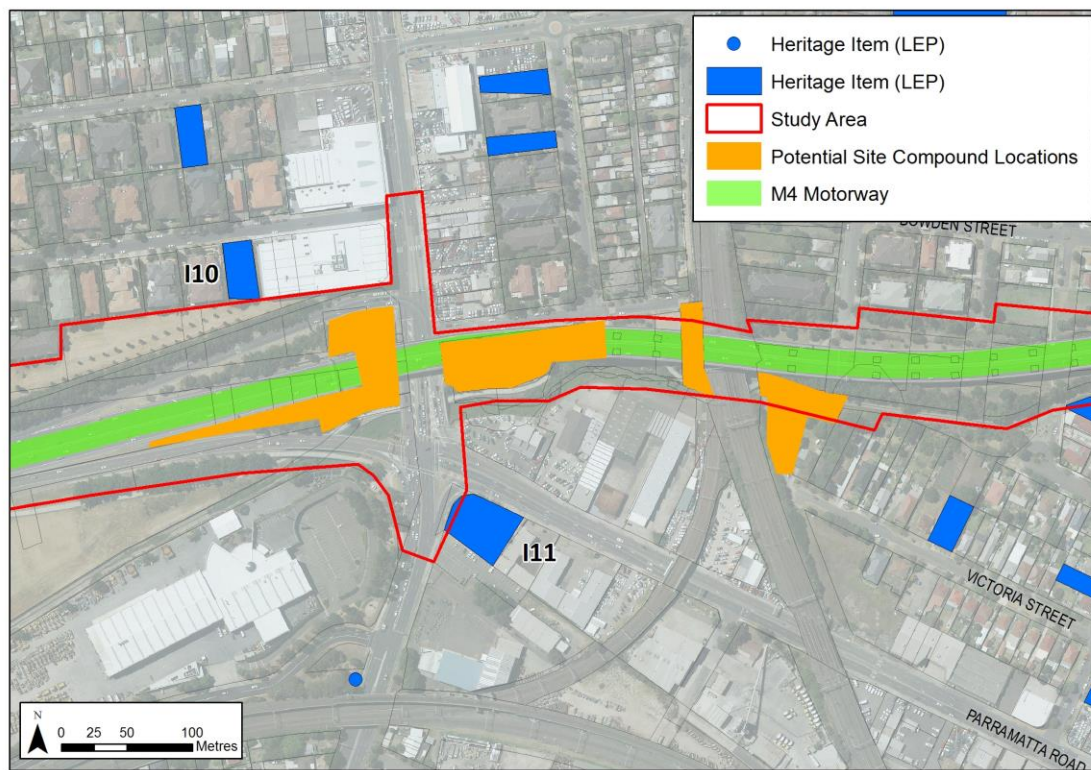 Heritage Item (LEP)
Heritage Item (LEP)
Study Area
Potential Site Compound Locations
M4 Motorway
BOWDEN STREET
I10
I11
VICTORIA STREET
PARRAMATTA ROAD
N
0 25 50 100
Metres